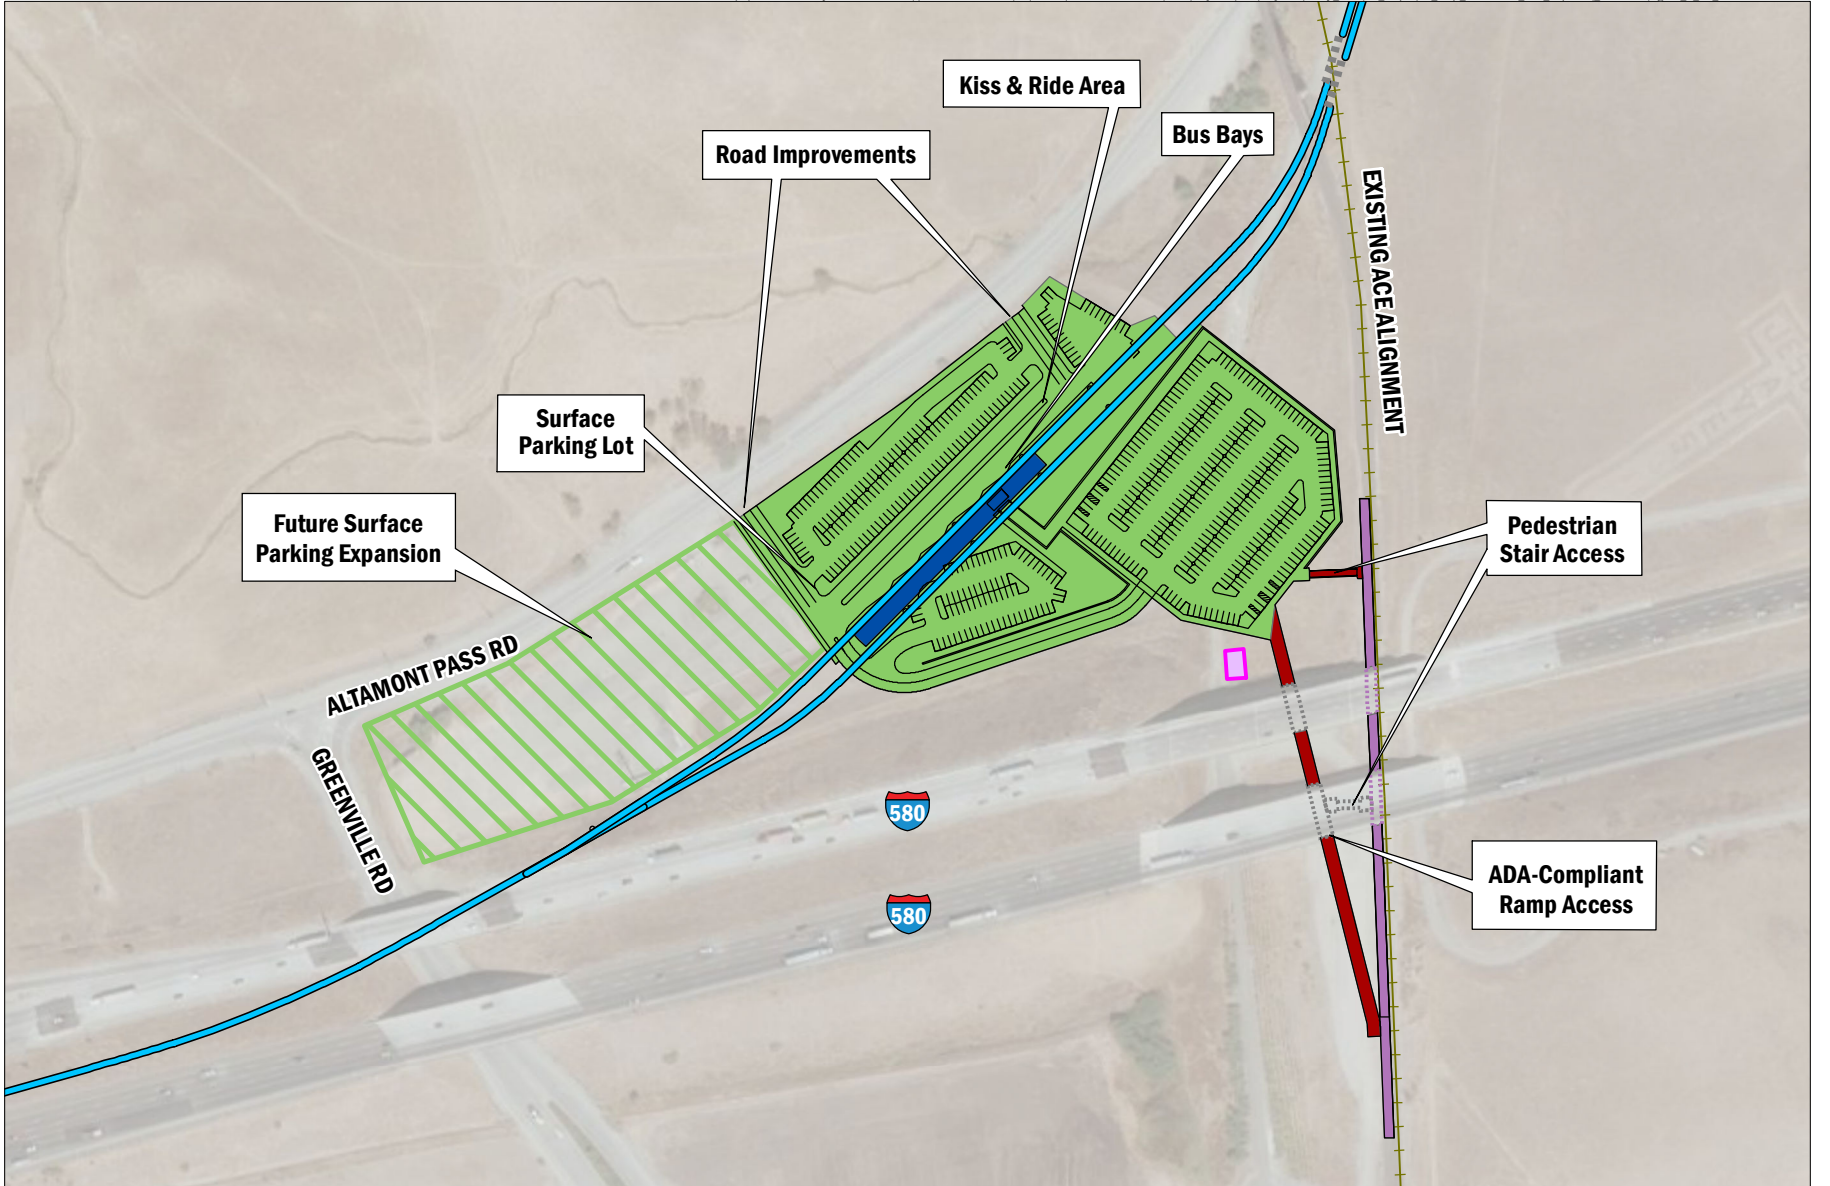 Kiss & Ride Area
Bus Bays
Road Improvements
EXISTING ACE ALIGNMENT
Surface
Parking Lot
Future Surface
Parking Expansion
Pedestrian
Stair Access
ALTAMONT PASS RD
GREENVILLE RD
580
580
ADA-Compliant
Ramp Access